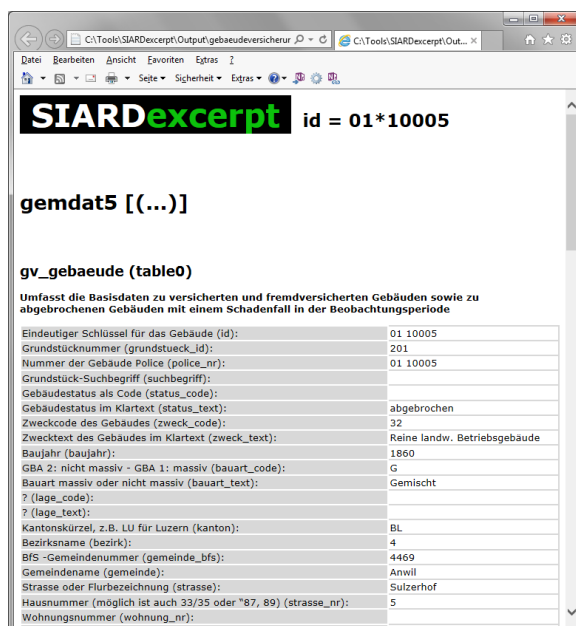 C:\Tools\SIARDexcerpt\Output\gebaeudeversicherur
C:\Tools\SIARDexcerpt\Out...
Datei Bearbeiten Ansicht Favoriten Extras ?
Seite Sicherheit Extras
SIARDexcerpt id = 01*10005
gemdat5 [(...)]
gv_gebaeude (table0)
Umfasst die Basisdaten zu versicherten und fremdversicherten Gebäuden sowie zu
abgebrochenen Gebäuden mit einem Schadenfall in der Beobachtungsperiode
Eindeutiger Schlüssel für das Gebäude (id): 01 10005
Grundstücknummer (grundstueck_id): 201
Nummer der Gebäude Police (police_nr): 01 10005
Grundstück-Suchbegriff (suchbegriff):
Gebäudestatus als Code (status_code):
Gebäudestatus im Klartext (status_text): abgebrochen
Zweckcode des Gebäudes (zweck_code): 32
Zwecktext des Gebäudes im Klartext (zweck_text): Reine landw. Betriebsgebäude
Baujahr (baujahr): 1860
GBA 2: nicht massiv - GBA 1: massiv (bauart_code): G
Bauart massiv oder nicht massiv (bauart_text): Gemischt
? (lage_code):
? (lage_text):
Kantonskürzel, z.B. LU für Luzern (kanton): BL
Bezirksname (bezirk): 4
BfS -Gemeindenummer (gemeinde_bfs): 4469
Gemeindename (gemeinde): Anwil
Strasse oder Flurbezeichnung (strasse): Sulzerhof
Hausnummer (möglich ist auch 33/35 oder "87, 89) (strasse_nr): 5
Wohnungsnummer (wohnung_nr):